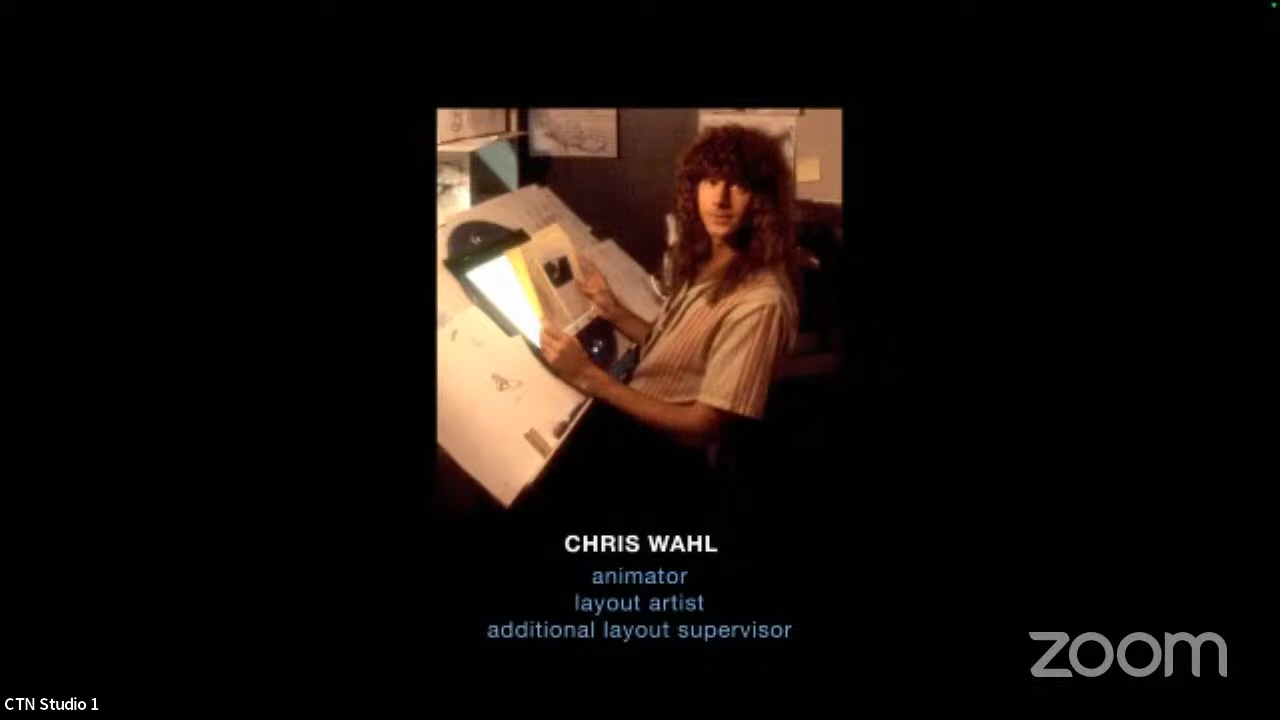 CHRIS WAHL
animator
layout artist
additional layout supervisor
zoom
CTN Studio 1